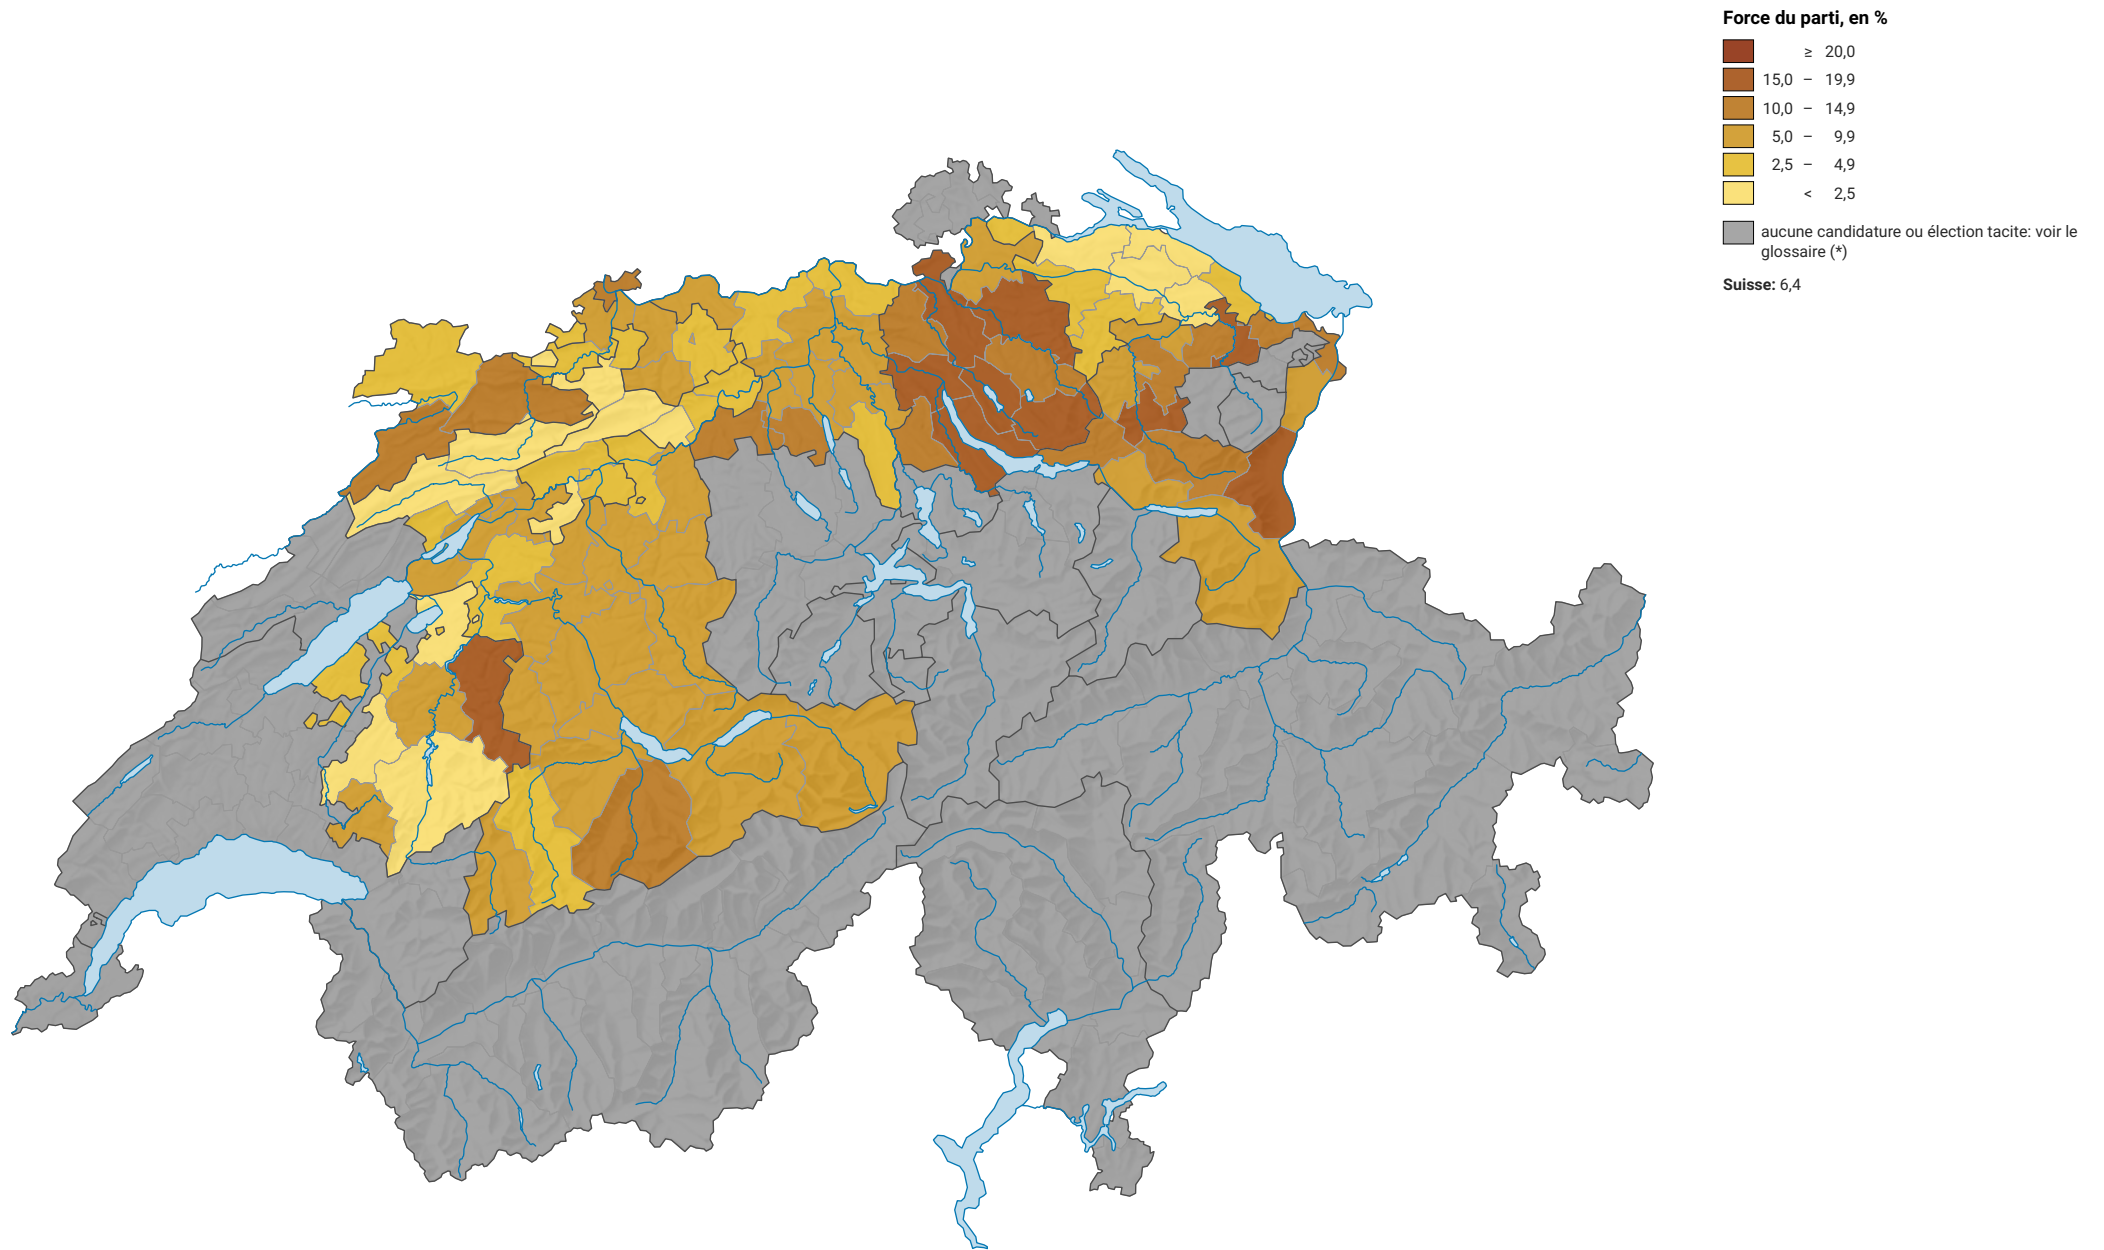 Force du parti, en %
≥ 20,0
15,0 – 19,9
10,0 – 14,9
5,0 – 9,9
2,5 – 4,9
< 2,5
aucune candidature ou élection tacite: voir le
glossaire (*)
Suisse: 6,4